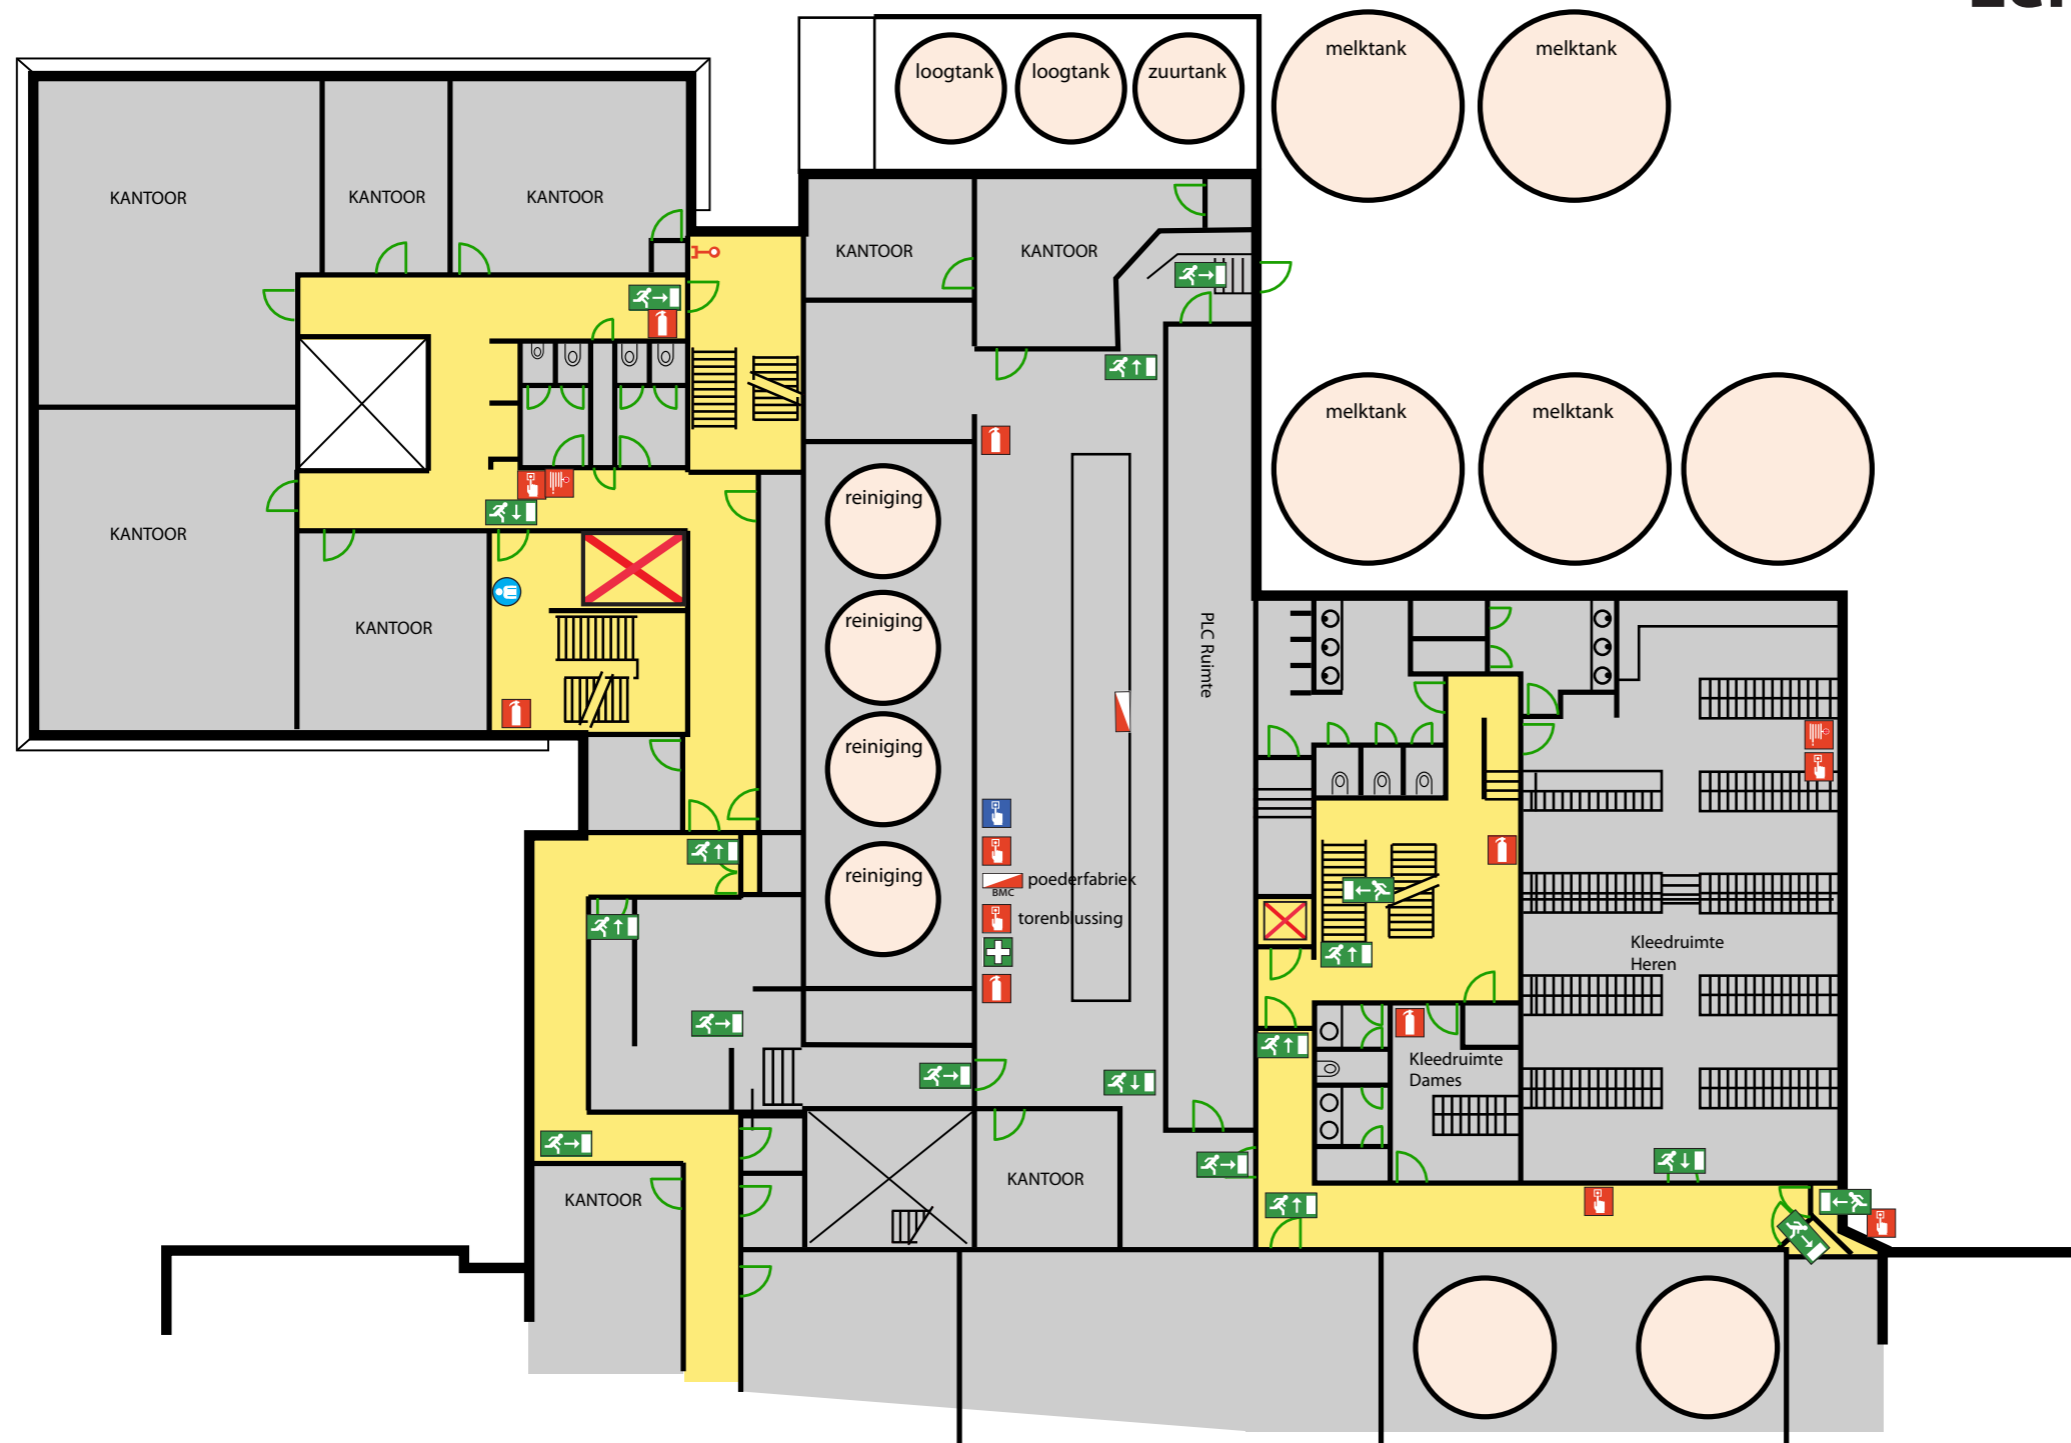 loogtank
loogtank
zuurtank
melktank
melktank
KANTOOR
KANTOOR
KANTOOR
KANTOOR
KANTOOR
melktank
melktank
reiniging
KANTOOR
reiniging
KANTOOR
PLC Ruimte
reiniging
reiniging
poederfabriek
BMC
torenblussing
Kleedruimte
Heren
Kleedruimte
Dames
KANTOOR
KANTOOR